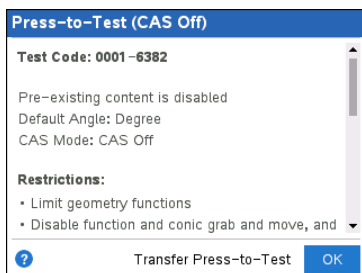 Press-to-Test (CAS Off)
Test Code: 0001-6382
Pre-existing content is disabled
Default Angle: Degree
CAS Mode: CAS Off
Restrictions:
• Limit geometry functions
• Disable function and conic grab and move, and
? Transfer Press-to-Test OK